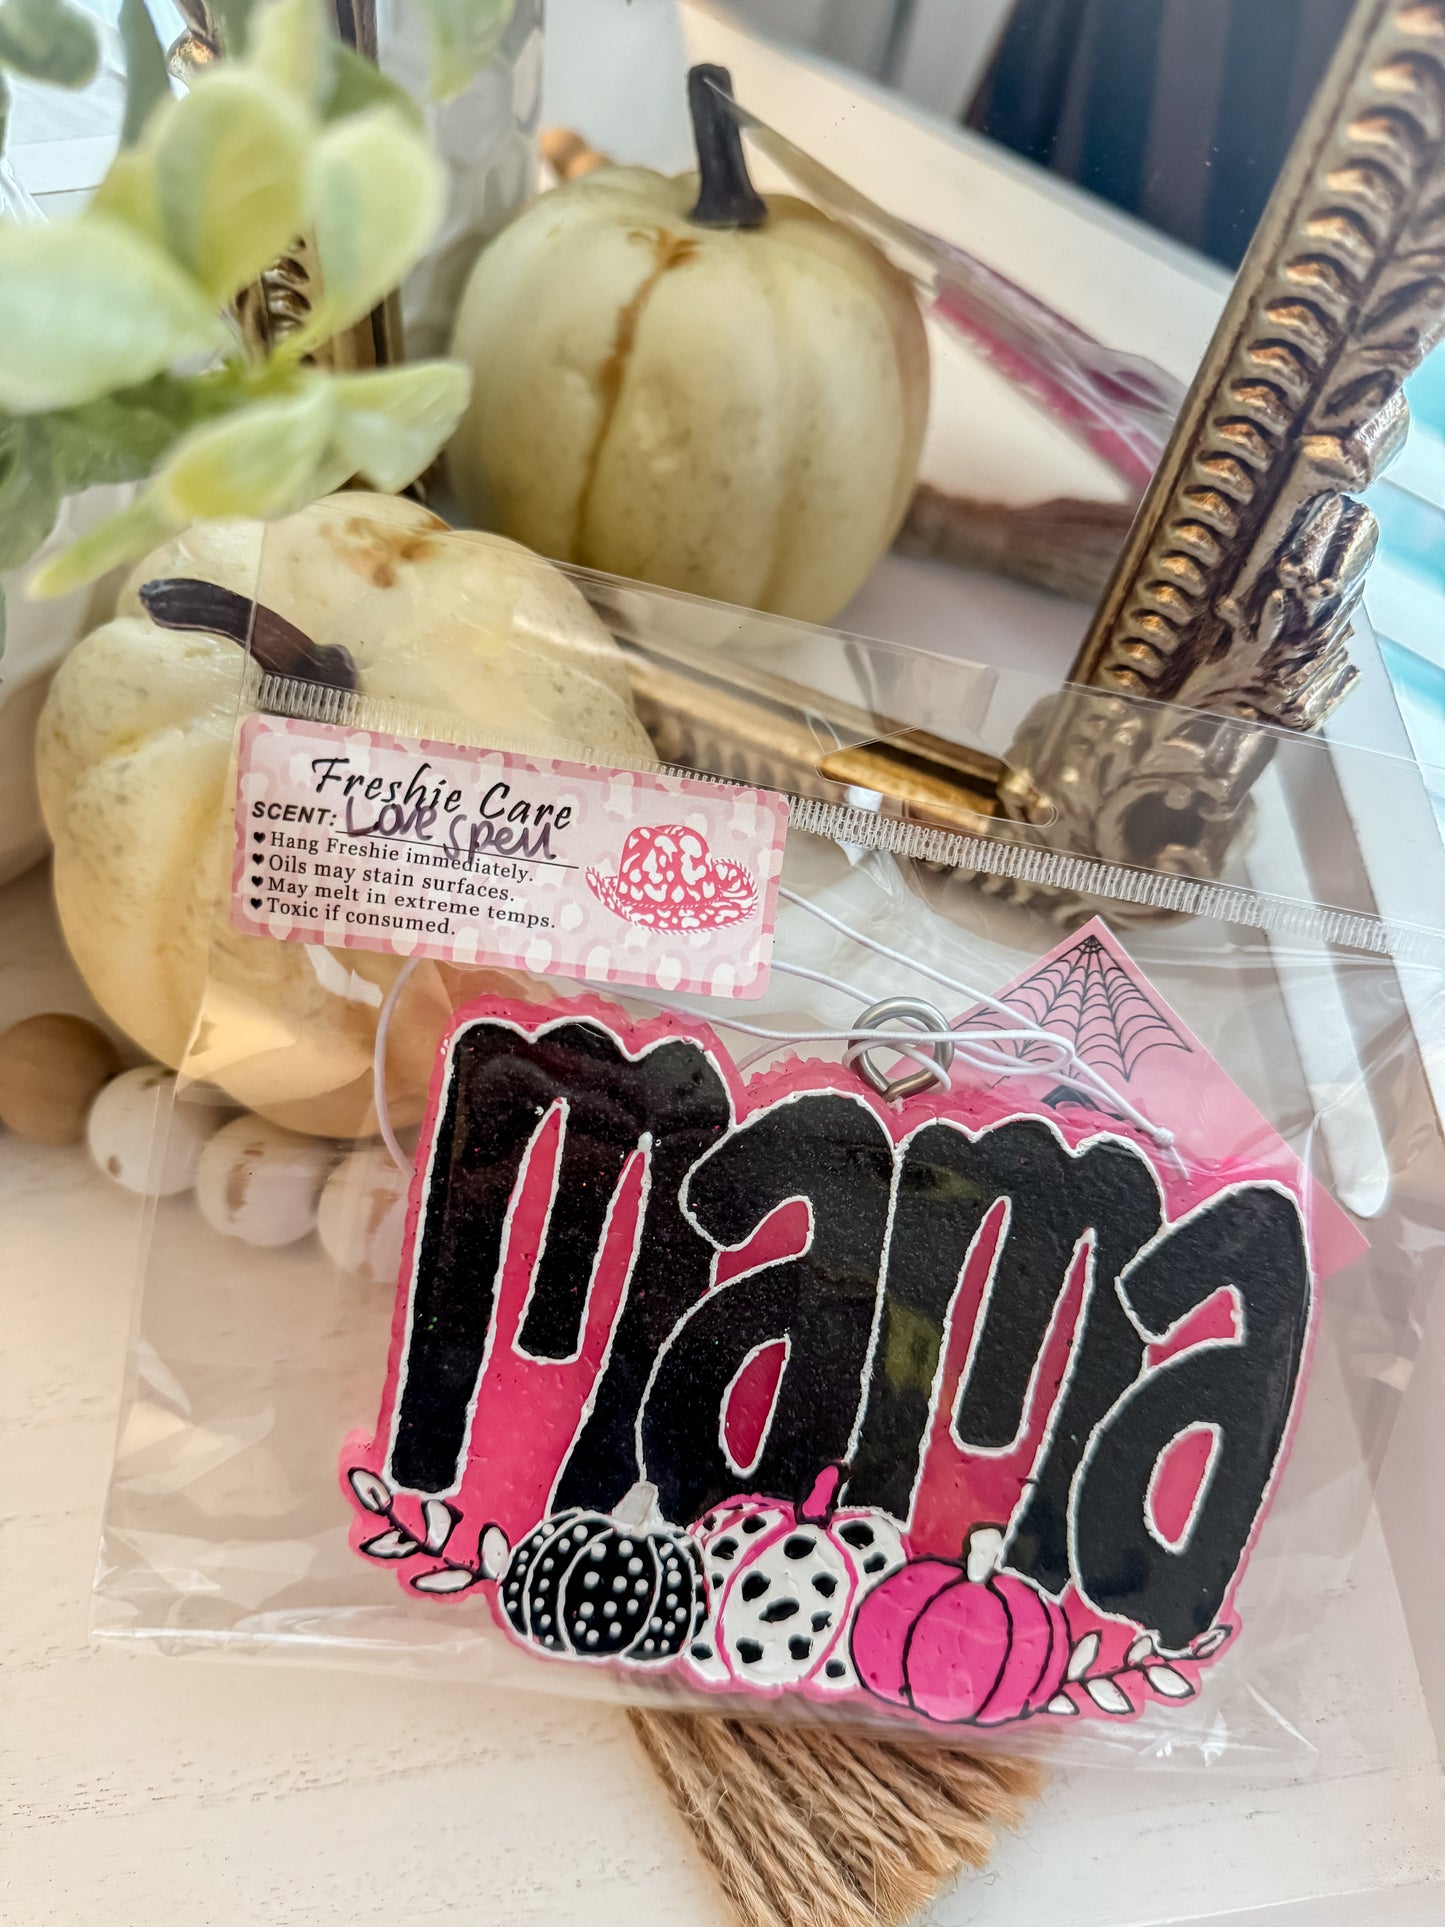 Freshie Care
SCENT: Love Spell
♥ Hang Freshie immediately.
♥ Oils may stain surfaces.
♥ May melt in extreme temps.
♥ Toxic if consumed.
mama